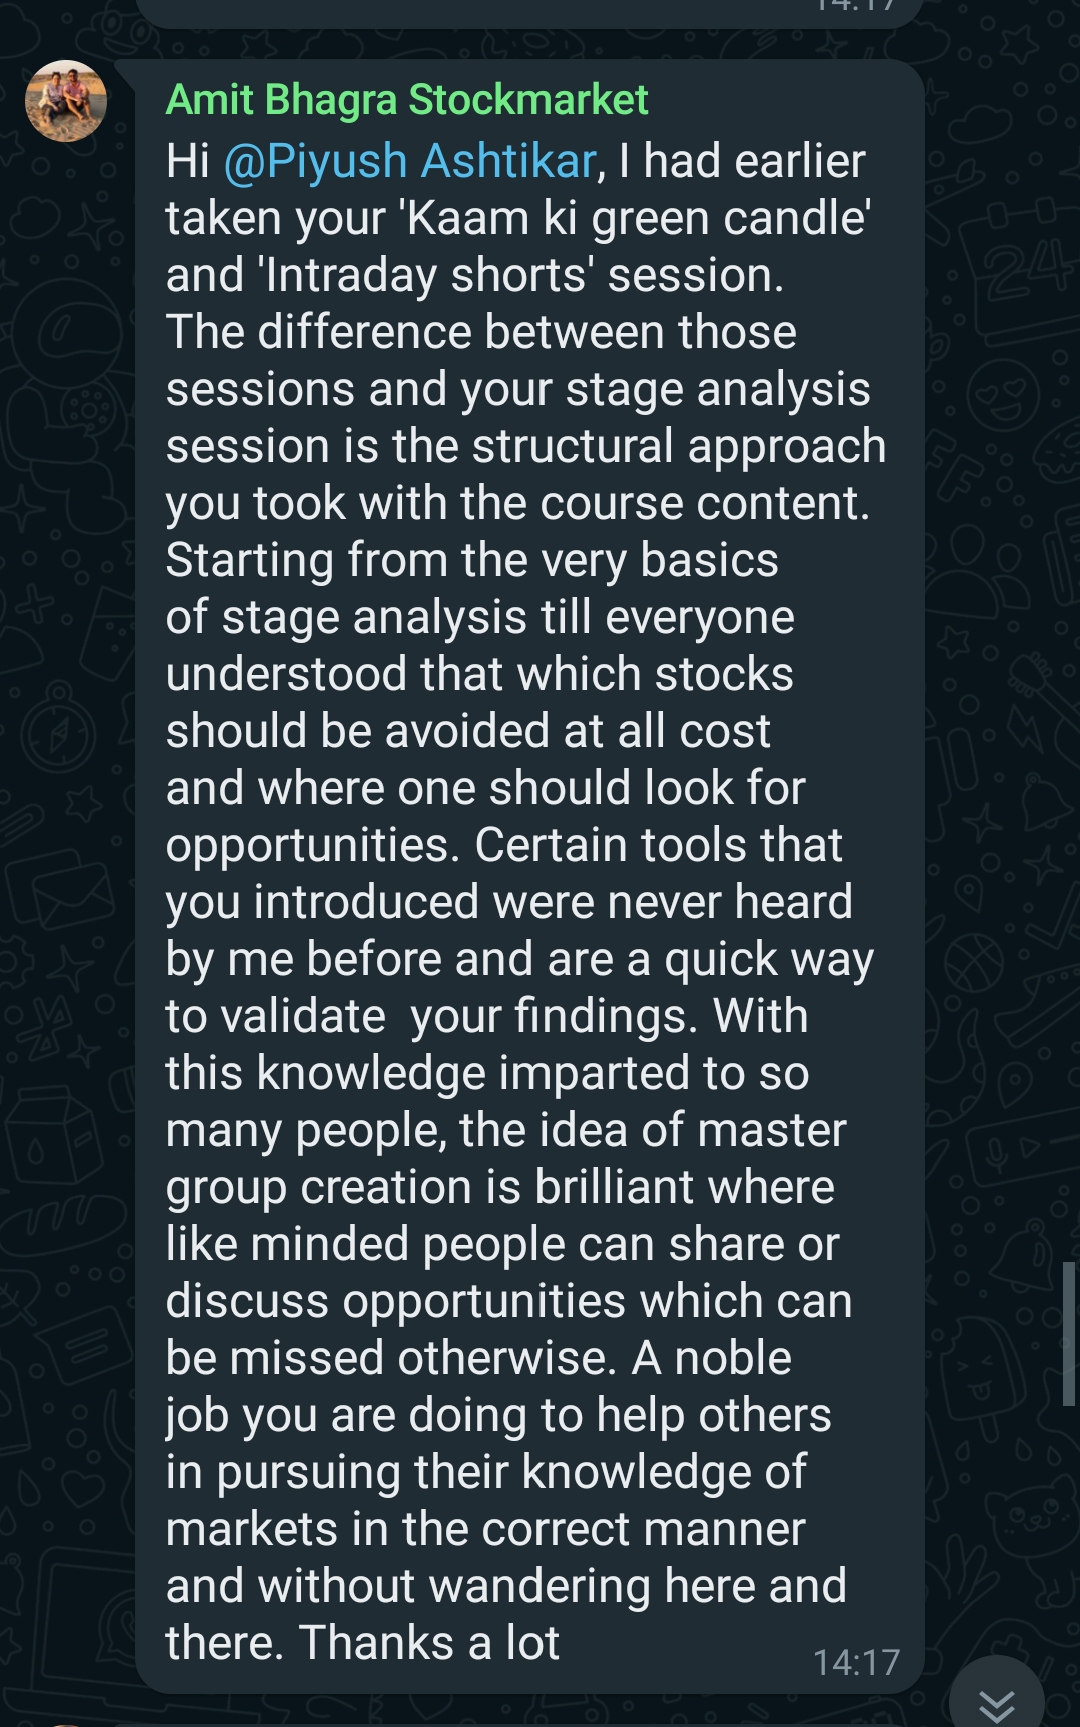 14:17
Amit Bhagra Stockmarket
Hi @Piyush Ashtikar, I had earlier
taken your 'Kaam ki green candle'
and 'Intraday shorts' session.
The difference between those
sessions and your stage analysis
session is the structural approach
you took with the course content.
Starting from the very basics
of stage analysis till everyone
understood that which stocks
should be avoided at all cost
and where one should look for
opportunities. Certain tools that
you introduced were never heard
by me before and are a quick way
to validate  your findings. With
this knowledge imparted to so
many people, the idea of master
group creation is brilliant where
like minded people can share or
discuss opportunities which can
be missed otherwise. A noble
job you are doing to help others
in pursuing their knowledge of
markets in the correct manner
and without wandering here and
there. Thanks a lot
14:17